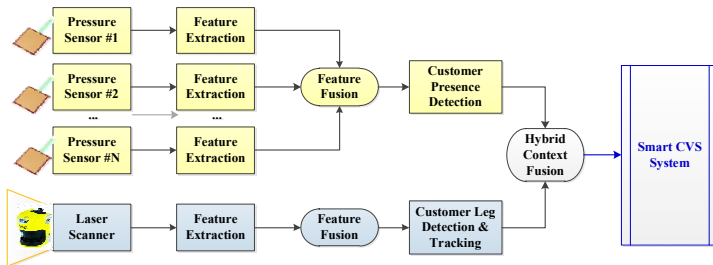 Pressure
Sensor #1
Feature
Extraction
Pressure
Sensor #2
Feature
Extraction
...
...
Pressure
Sensor #N
Feature
Extraction
Feature
Fusion
Customer
Presence
Detection
Laser
Scanner
Feature
Extraction
Feature
Fusion
Customer Leg
Detection &
Tracking
Hybrid
Context
Fusion
Smart CVS
System